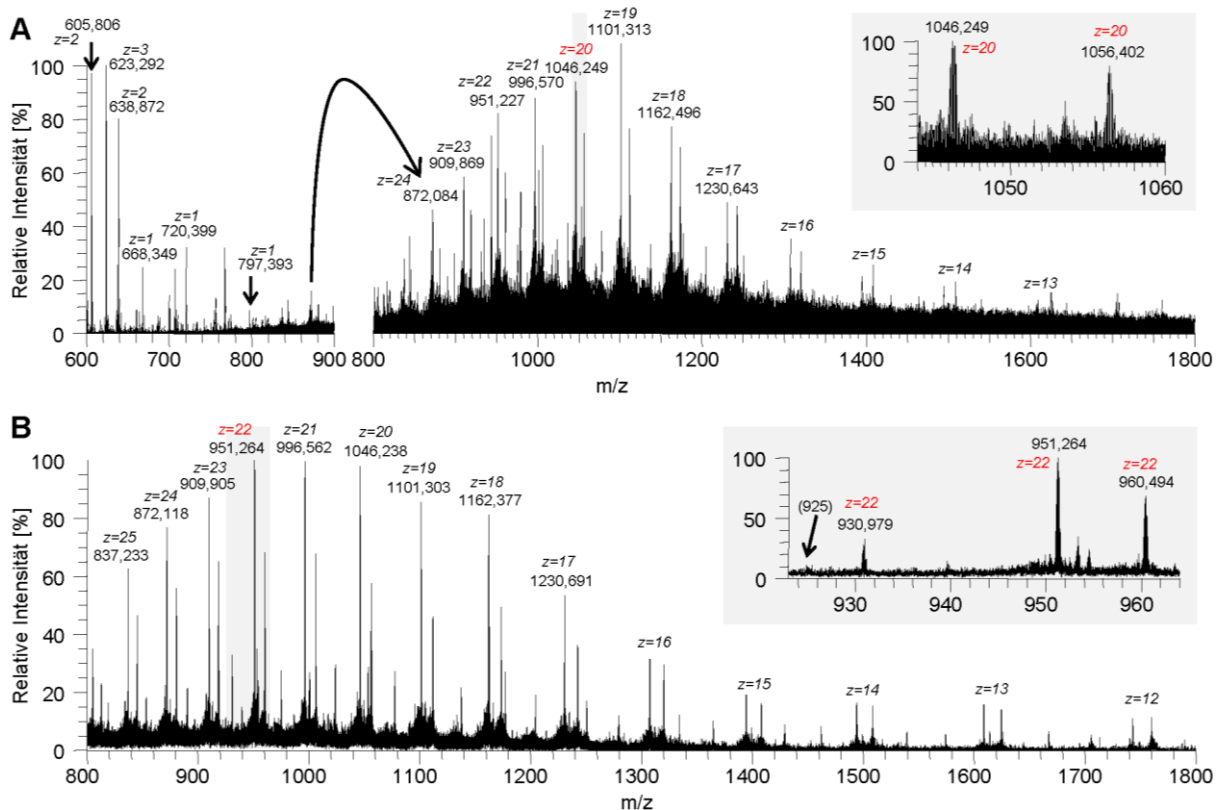 A
Relative Intensität [%]
605,806
z=2
z=3
623,292
z=2
638,872
z=1
668,349
z=1
720,399
z=1
797,393
z=24
872,084
z=23
909,869
z=22
951,227
z=21
996,570
z=20
1046,249
z=19
1101,313
z=18
1162,496
z=17
1230,643
z=16
z=15
z=14
z=13
100
80
60
40
20
0
600 700 800 900 800 1000 1200 1400 1600 1800
m/z
1046,249
z=20
z=20
1056,402
100
50
0
1050 1060
B
Relative Intensität [%]
z=25
837,233
z=24
872,118
z=23
909,905
z=22
951,264
z=21
996,562
z=20
1046,238
z=19
1101,303
z=18
1162,377
z=17
1230,691
z=16
z=15
z=14
z=13
z=12
100
80
60
40
20
0
800 900 1000 1100 1200 1300 1400 1500 1600 1700 1800
m/z
(925)
z=22
930,979
951,264
z=22
z=22
960,494
100
50
0
930 940 950 960